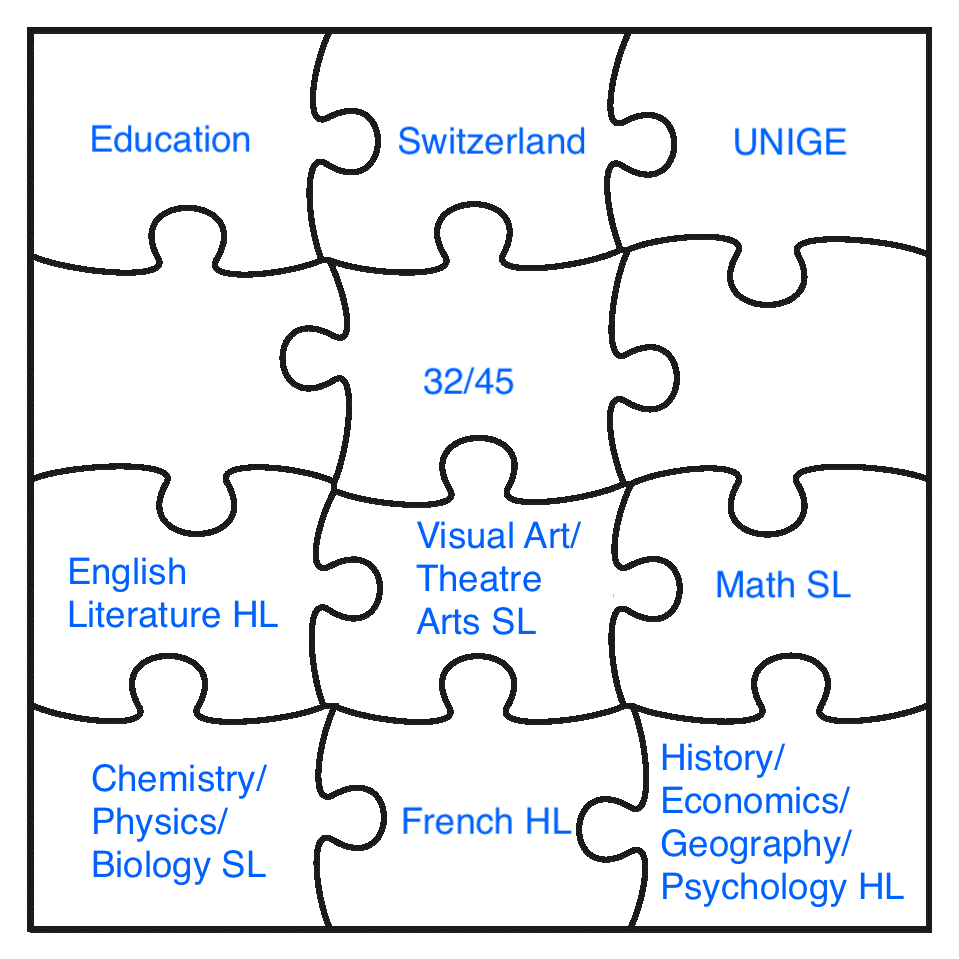 Education
Switzerland
UNIGE
32/45
English
Literature HL
Visual Art/
Theatre
Arts SL
Math SL
Chemistry/
Physics/
Biology SL
French HL
History/
Economics/
Geography/
Psychology HL